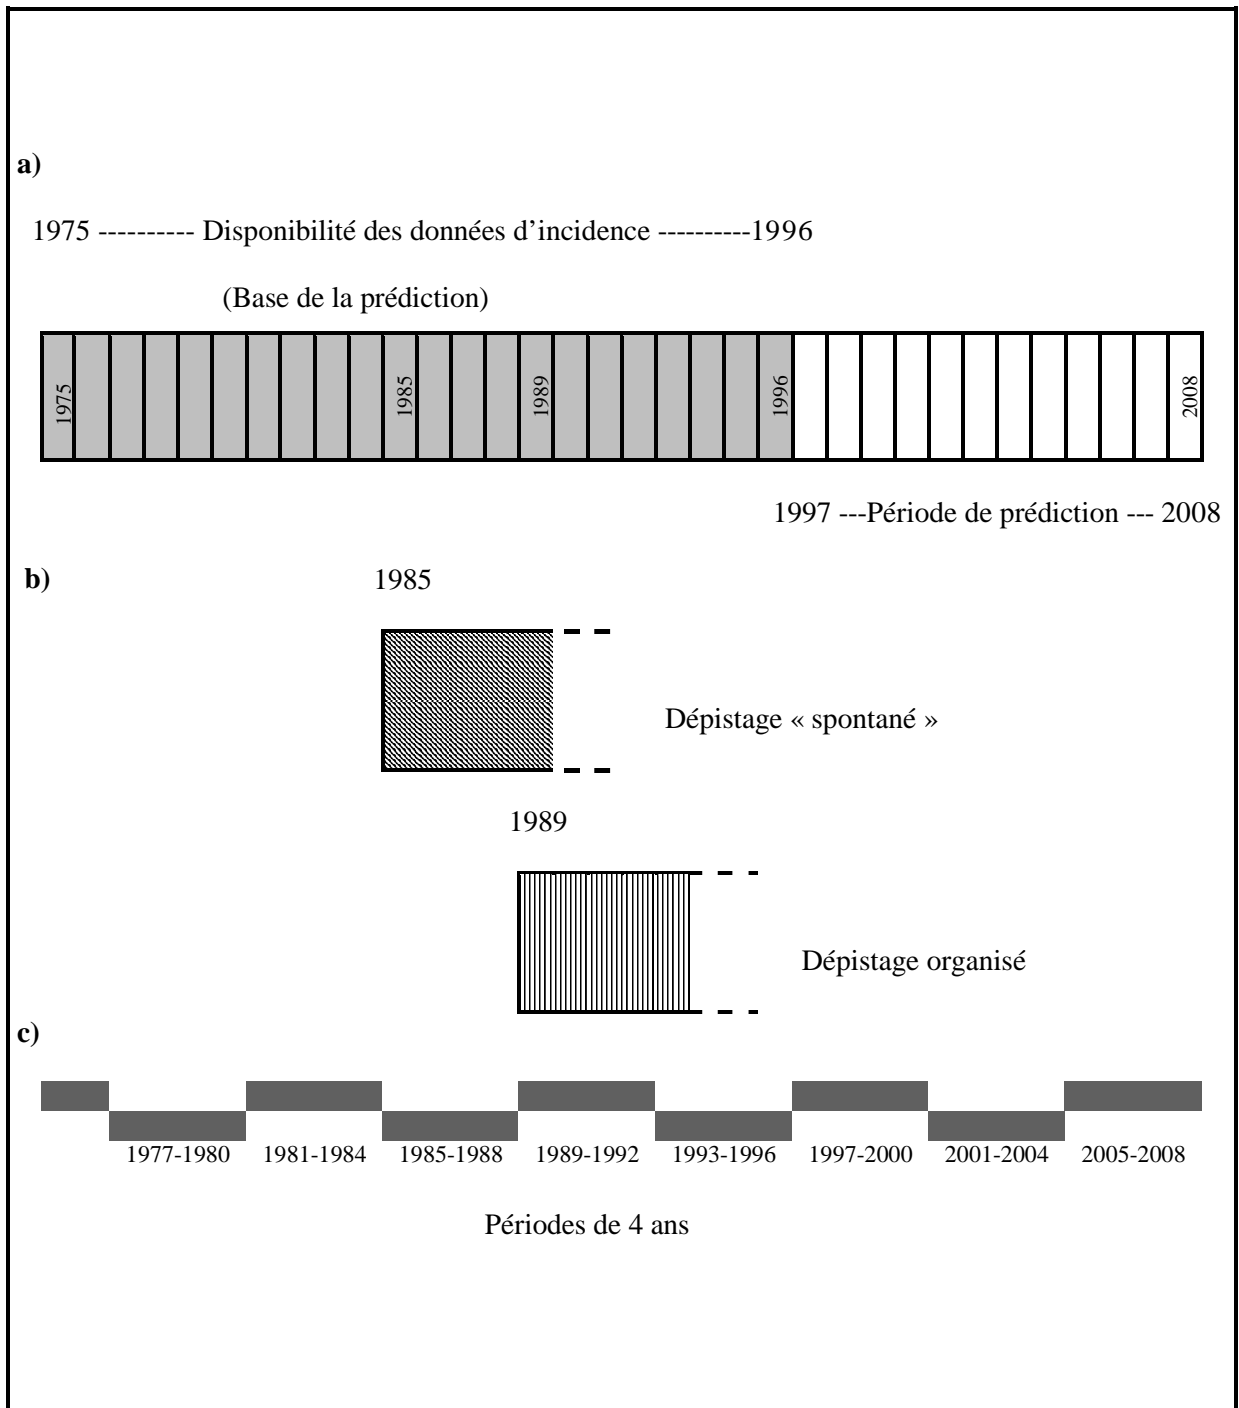 a)
1975 ---------- Disponibilité des données d'incidence ----------1996
(Base de la prédiction)
1975
1985
1989
1996
2008
1997 ---Période de prédiction --- 2008
b)
1985
Dépistage « spontané »
1989
Dépistage organisé
c)
1977-1980 1981-1984 1985-1988 1989-1992 1993-1996 1997-2000 2001-2004 2005-2008
Périodes de 4 ans